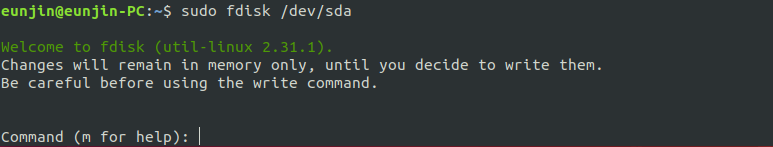 eunjin@eunjin-PC:~$ sudo fdisk /dev/sda
Welcome to fdisk (util-linux 2.31.1).
Changes will remain in memory only, until you decide to write them.
Be careful before using the write command.
Command (m for help):